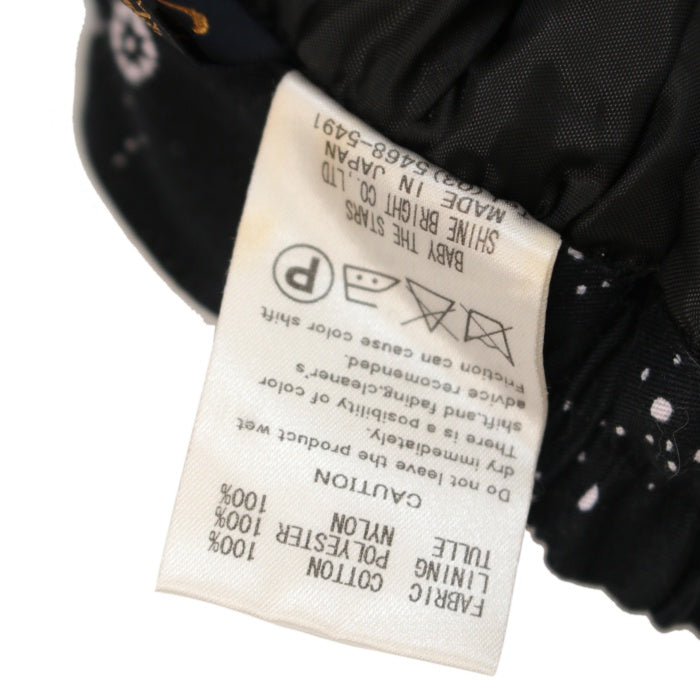 FABRIC COTTON 100%
LINING POLYESTER 100%
TULLE NYLON 100%
CAUTION
Do not leave the product wet
dry immediately.
There is a posibility of color
shift.and fading.cleaner's
advice recomended.
Friction can cause color shift
P
BABY THE STARS
SHINE BRIGHT CO.,LTD
MADE IN JAPAN
(03)5468-5491